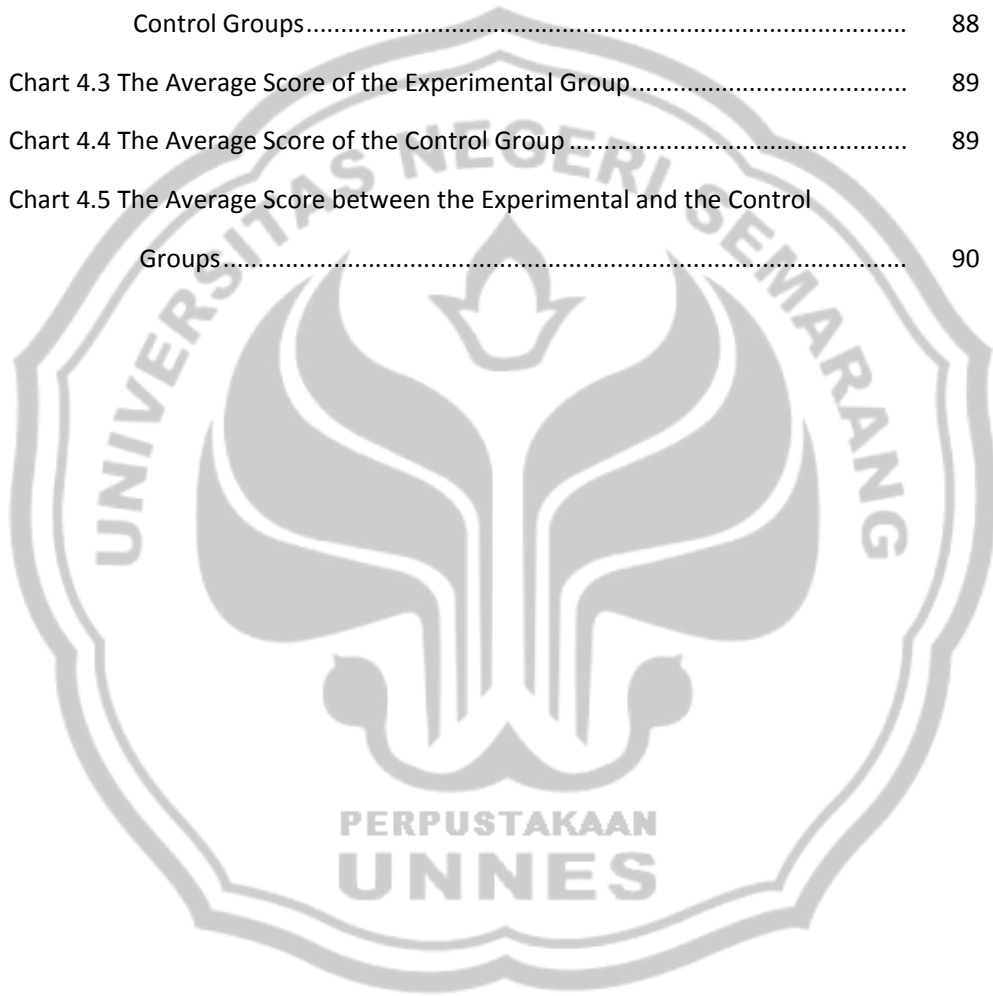 Control Groups....................................................................................... 88
Chart 4.3 The Average Score of the Experimental Group........................................ 89
Chart 4.4 The Average Score of the Control Group ................................................. 89
Chart 4.5 The Average Score between the Experimental and the Control
Groups................................................................................................... 90
UNIVERSITAS NEGERI SEMARANG
PERPUSTAKAAN
UNNES